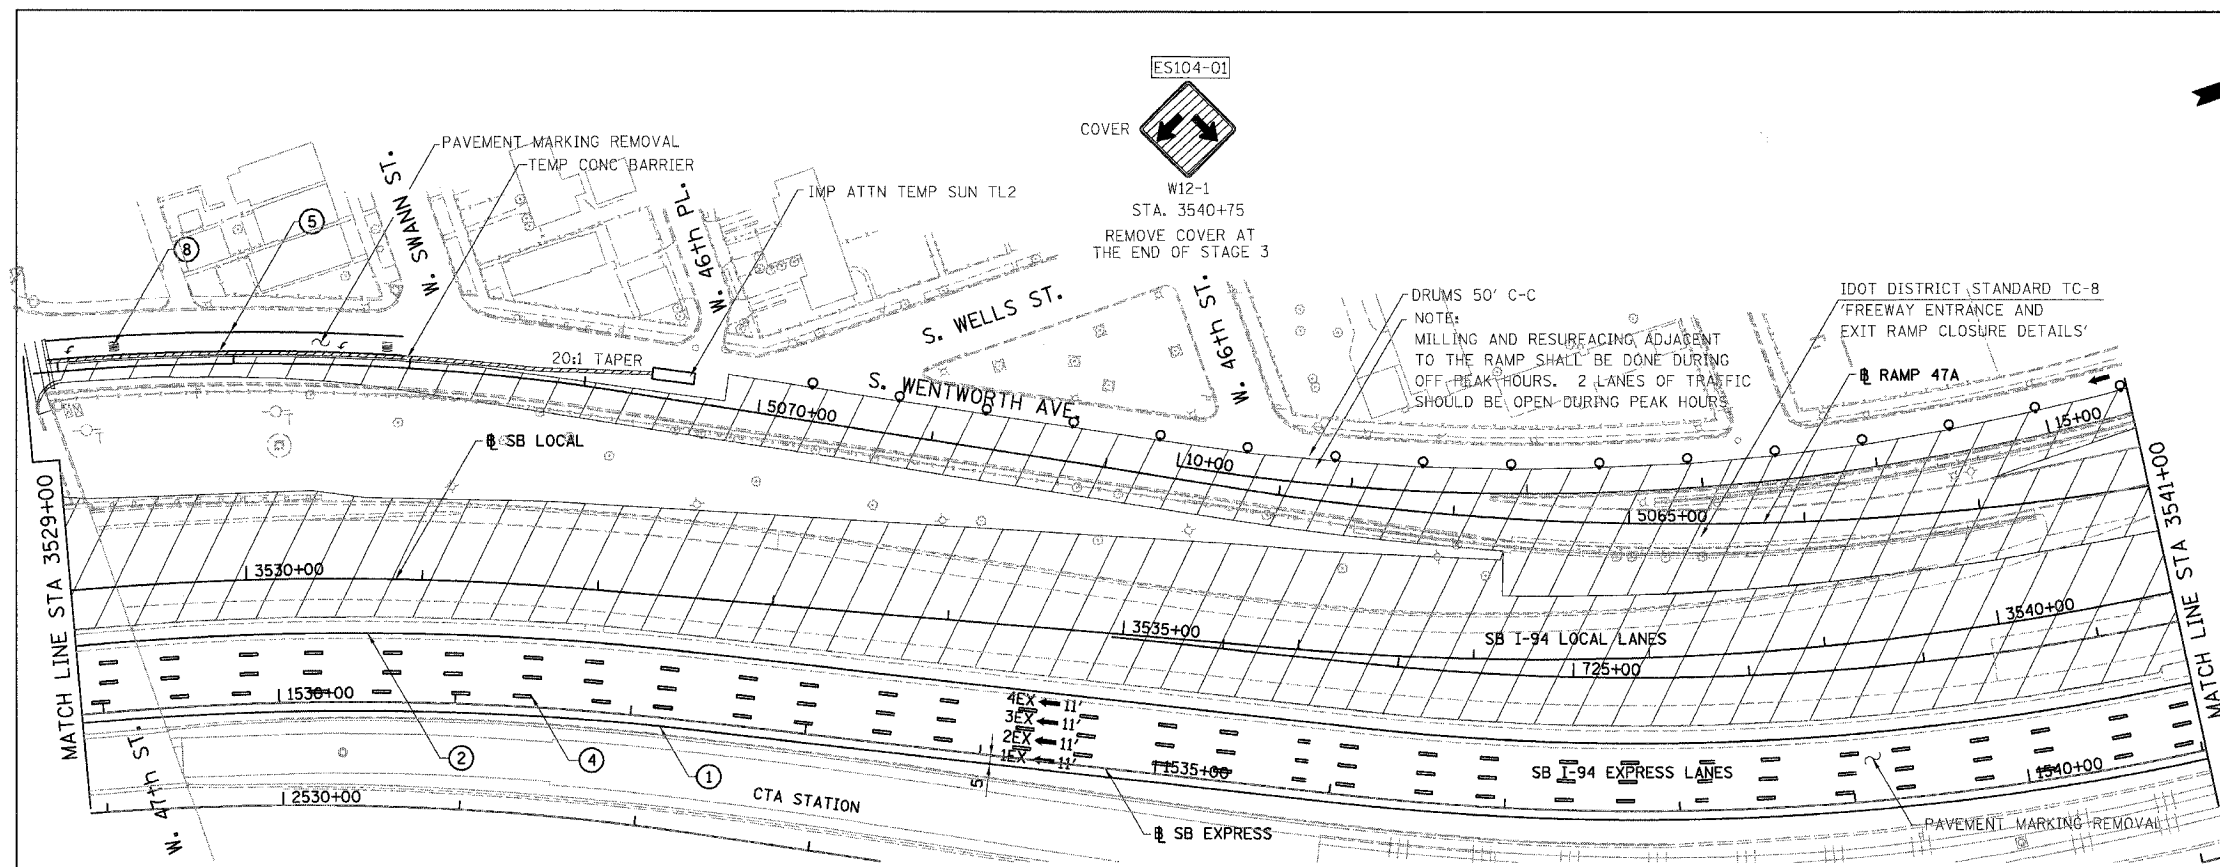 ES104-01
COVER
W12-1
STA. 3540+75
REMOVE COVER AT
THE END OF STAGE 3
PAVEMENT MARKING REMOVAL
TEMP CONC BARRIER
IMP ATTN TEMP SUN TL2
W. SWANN ST.
W. 46th PL.
8
5
20:1 TAPER
S. WELLS ST.
W. 46th ST.
S. WENTWORTH AVE.
DRUMS 50' C-C
NOTE:
MILLING AND RESURFACING ADJACENT
TO THE RAMP SHALL BE DONE DURING
OFF PEAK HOURS. 2 LANES OF TRAFFIC
SHOULD BE OPEN DURING PEAK HOURS
IDOT DISTRICT STANDARD TC-8
'FREEWAY ENTRANCE AND
EXIT RAMP CLOSURE DETAILS'
℄ RAMP 47A
5070+00
10+00
15+00
5065+00
℄ SB LOCAL
MATCH LINE STA 3529+00
MATCH LINE STA 3541+00
3530+00
3535+00
3540+00
SB I-94 LOCAL LANES
725+00
1530+00
4EX 11'
3EX 11'
2EX 11'
1EX 11'
5'
1535+00
SB I-94 EXPRESS LANES
1540+00
2
4
1
W. 47th ST.
2530+00
CTA STATION
℄ SB EXPRESS
PAVEMENT MARKING REMOVAL